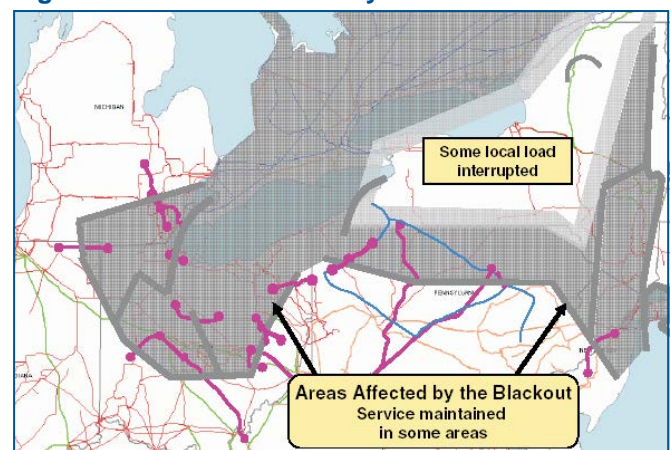 MICHIGAN
Some local load
interrupted
PENNSYLVANIA
Areas Affected by the Blackout
Service maintained
in some areas